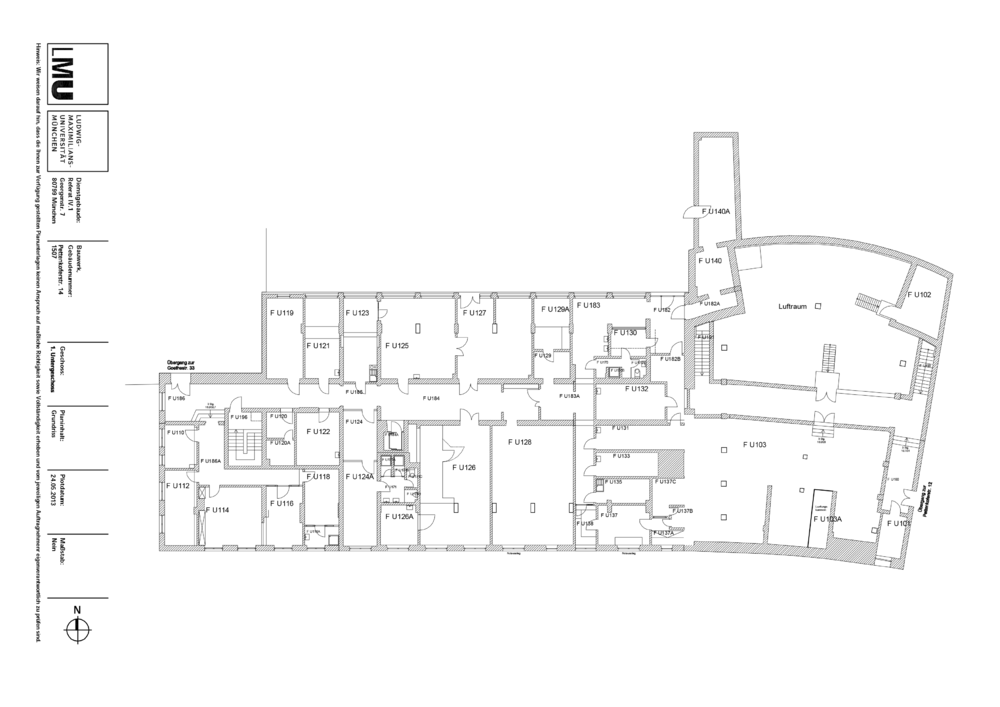 LMU
LUDWIG-
MAXIMILIANS-
UNIVERSITÄT
MÜNCHEN
Dienstgebäude:
Referat IV.1
Georgenstr. 7
80799 München
Bauwerk,
Gebäudenummer:
Pettenkoferstr. 14
1507
Geschoss:
1. Untergeschoss
Planinhalt:
Grundriss
Plandatum:
24.05.2013
Maßstab:
Nein
N
Hinweis: Wir weisen darauf hin, dass die Ihnen zur Verfügung gestellten Planunterlagen keinen Anspruch auf maßliche Richtigkeit sowie Vollständigkeit erheben und vom jeweiligen Auftragnehmer eigenverantwortlich zu prüfen sind.
F U140A
F U140
F U182A
F U102
Luftraum
F U119
F U123
F U127
F U129A
F U183
F U182
F U121
F U125
F U129
F U130
F U182B
Übergang zur
Goethestr. 33
F U186
F U185
F U184
F U183A
F U132
F U196
F U120
F U124
F U110
F U122
F U131
F U120A
F U128
F U103
F U186A
F U126
F U133
F U118
F U124A
F U112
F U135
F U137C
F U116
F U114
F U126A
F U138
F U137
F U137B
F U103A
F U101
F U137A
Übergang zur
Pettenkoferstr. 12